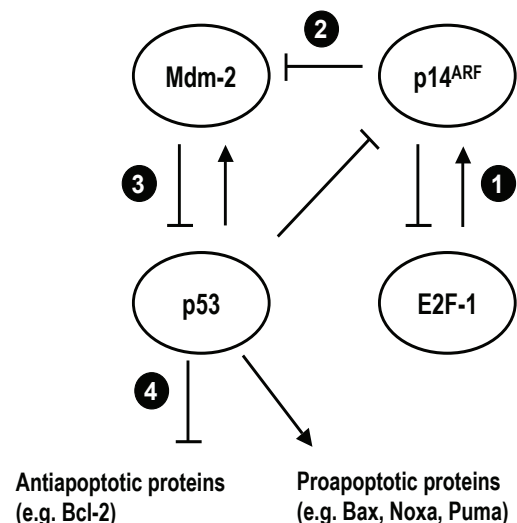 2
Mdm-2
p14ARF
3
1
p53
E2F-1
4
Antiapoptotic proteins
(e.g. Bcl-2)
Proapoptotic proteins
(e.g. Bax, Noxa, Puma)